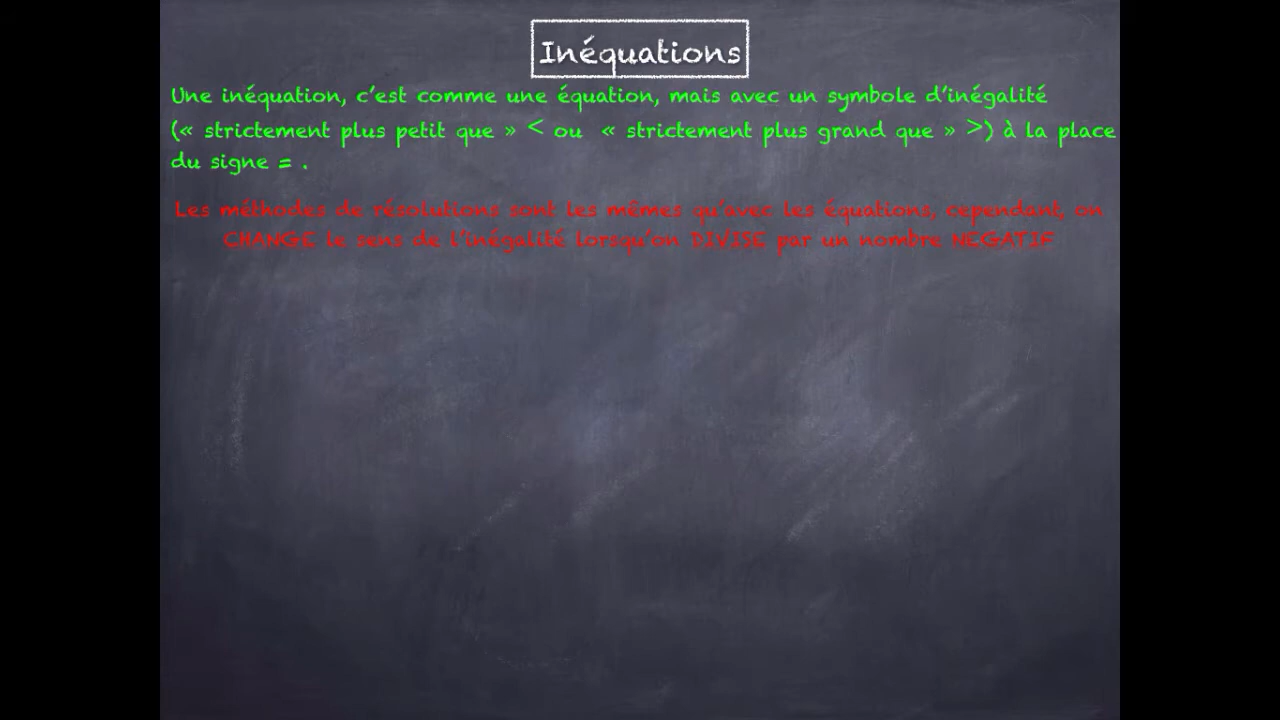 Inéquations
Une inéquation, c'est comme une équation, mais avec un symbole d'inégalité
(« strictement plus petit que » < ou « strictement plus grand que » >) à la place
du signe = .
Les méthodes de résolutions sont les mêmes qu'avec les équations, cependant, on
CHANGE le sens de l'inégalité lorsqu'on DIVISE par un nombre NEGATIF